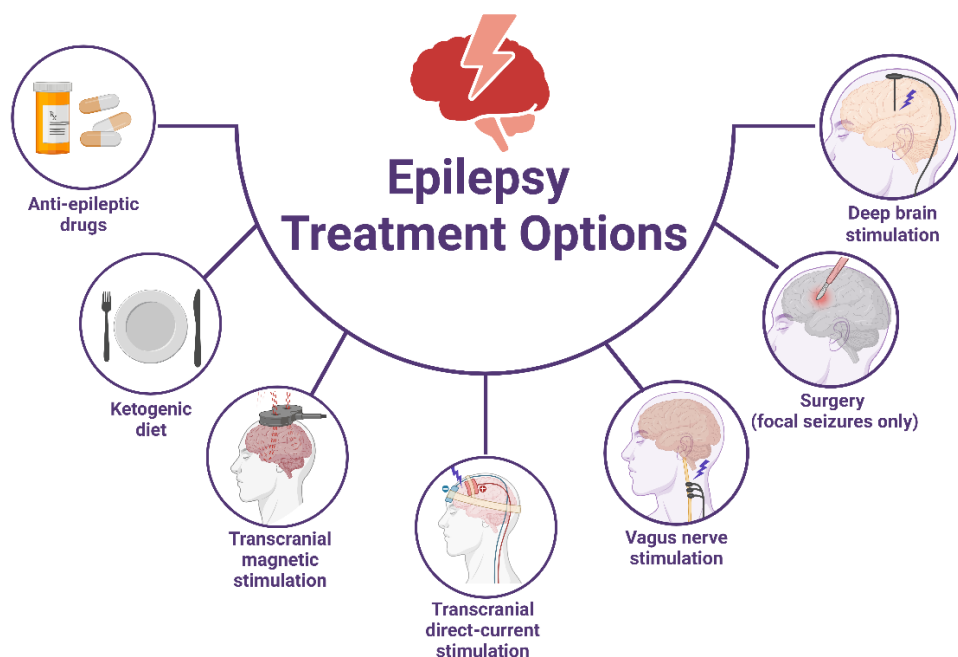 Epilepsy
Treatment Options
Anti-epileptic
drugs
Ketogenic
diet
Transcranial
magnetic
stimulation
Transcranial
direct-current
stimulation
Vagus nerve
stimulation
Surgery
(focal seizures only)
Deep brain
stimulation